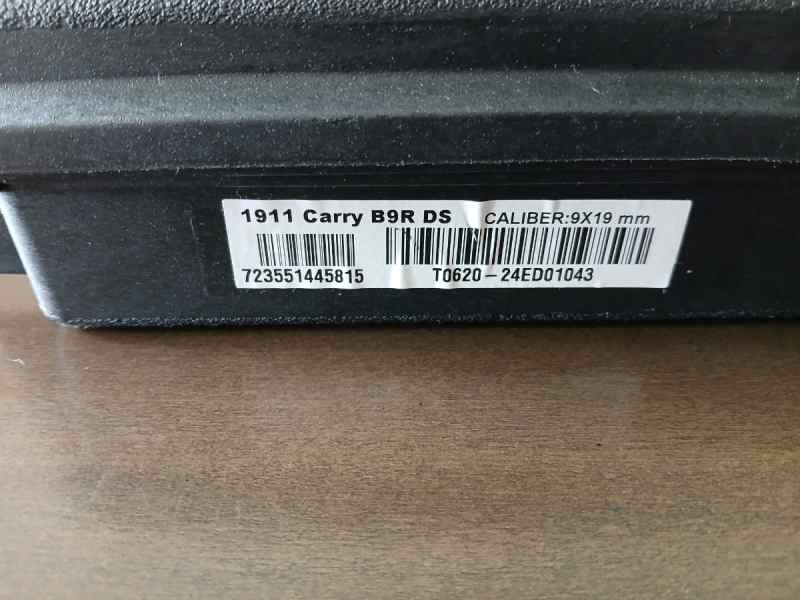 1911 Carry B9R DS CALIBER:9X19 mm
723551445815 T0620-24ED01043